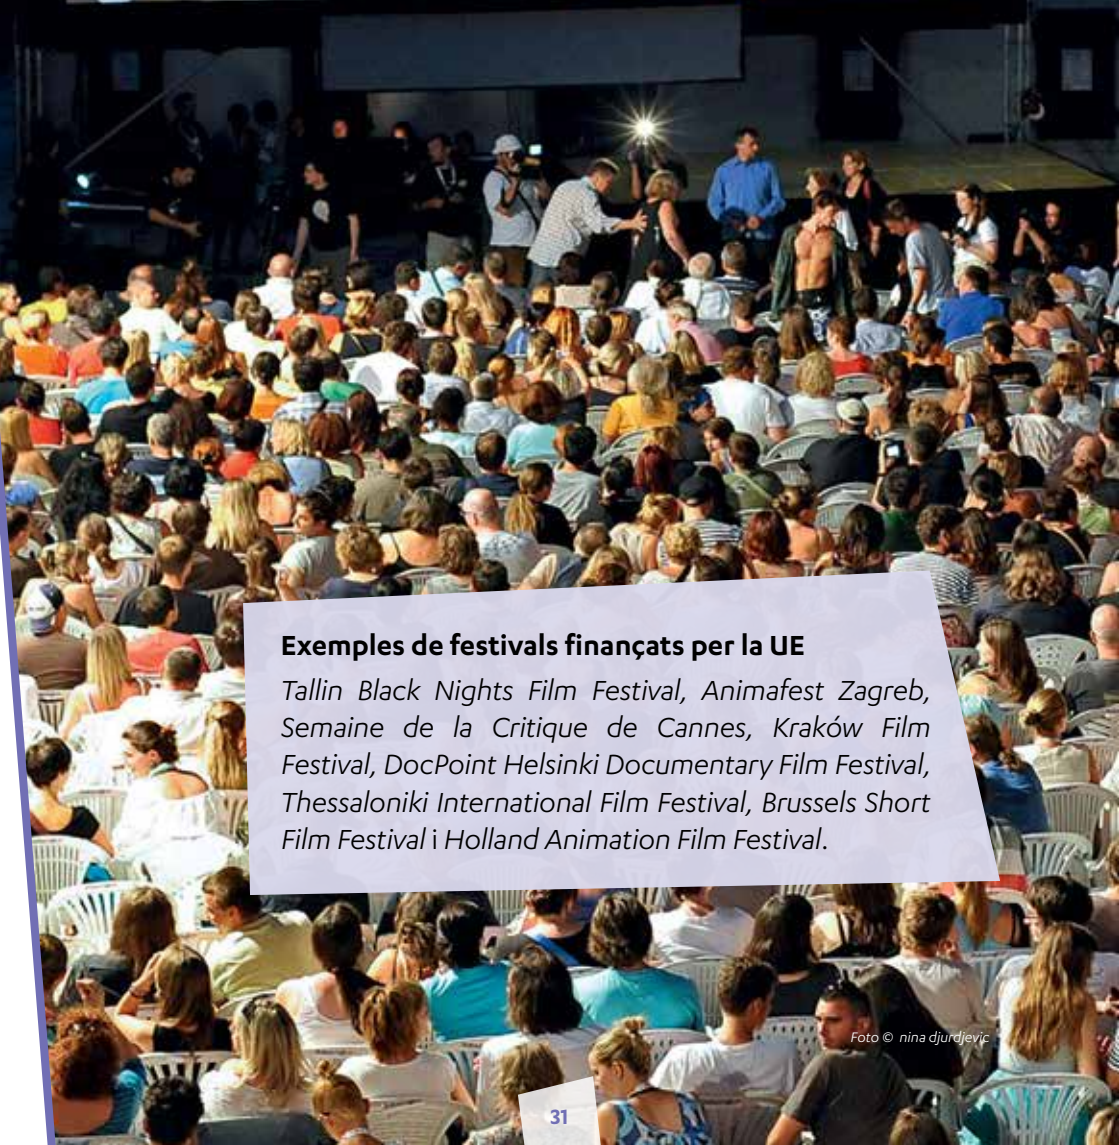 Exemples de festivals finançats per la UE
Tallin Black Nights Film Festival, Animafest Zagreb,
Semaine de la Critique de Cannes, Kraków Film
Festival, DocPoint Helsinki Documentary Film Festival,
Thessaloniki International Film Festival, Brussels Short
Film Festival i Holland Animation Film Festival.
Foto © nina djurdjevic
31